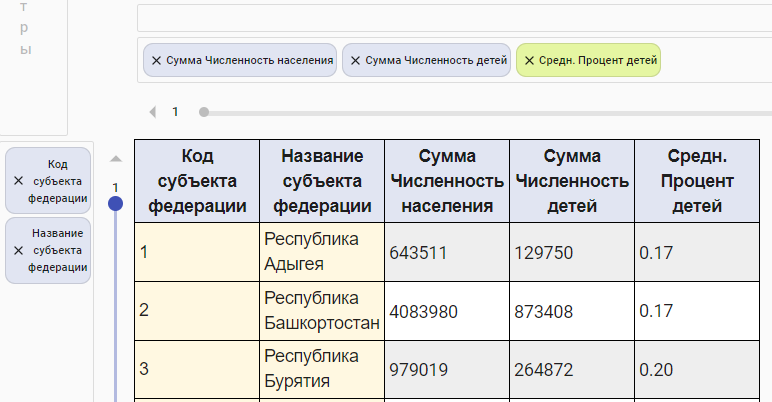 т
р
ы
Сумма Численность населения
Сумма Численность детей
Средн. Процент детей
1
Код
субъекта
федерации
Название
субъекта
федерации
1
Код
субъекта
федерации
Название
субъекта
федерации
Сумма
Численность
населения
Сумма
Численность
детей
Средн.
Процент
детей
1
Республика
Адыгея
643511
129750
0.17
2
Республика
Башкортостан
4083980
873408
0.17
3
Республика
Бурятия
979019
264872
0.20